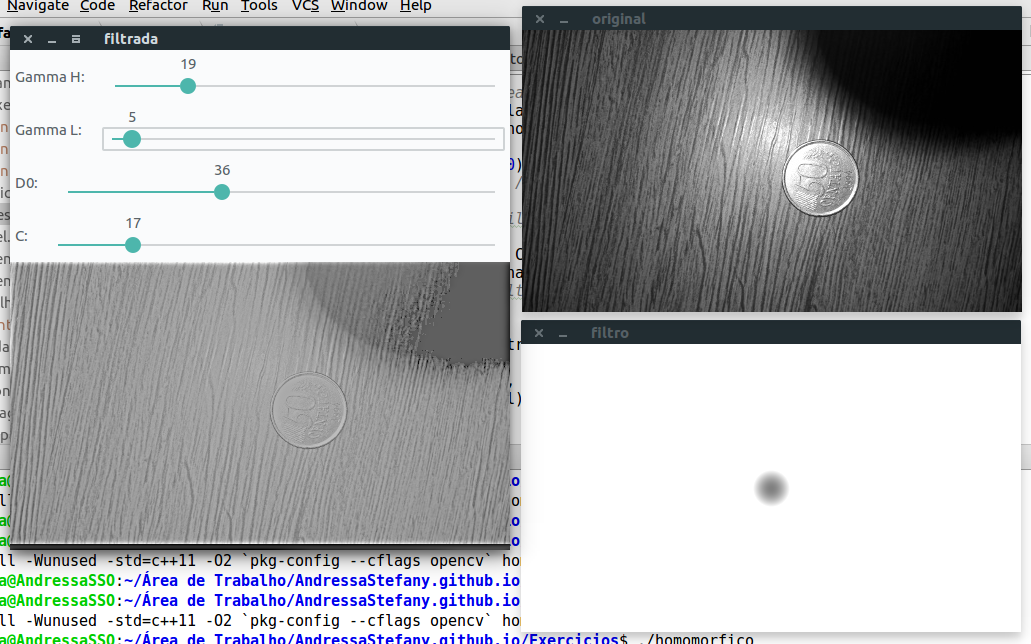 Navigate Code Refactor Run Tools VCS Window Help
filtrada
Gamma H:
19
Gamma L:
5
D0:
36
C:
17
original
50
filtro
ll -Wunused -std=c++11 -O2 `pkg-config --cflags opencv`
a@AndressaSSO:~/Área de Trabalho/AndressaStefany.github.io
a@AndressaSSO:~/Área de Trabalho/AndressaStefany.github.io
ll -Wunused -std=c++11 -O2 `pkg-config --cflags opencv`
a@AndressaSSO:~/Área de Trabalho/AndressaStefany.github.io/Exercicios$ ./homomorfico